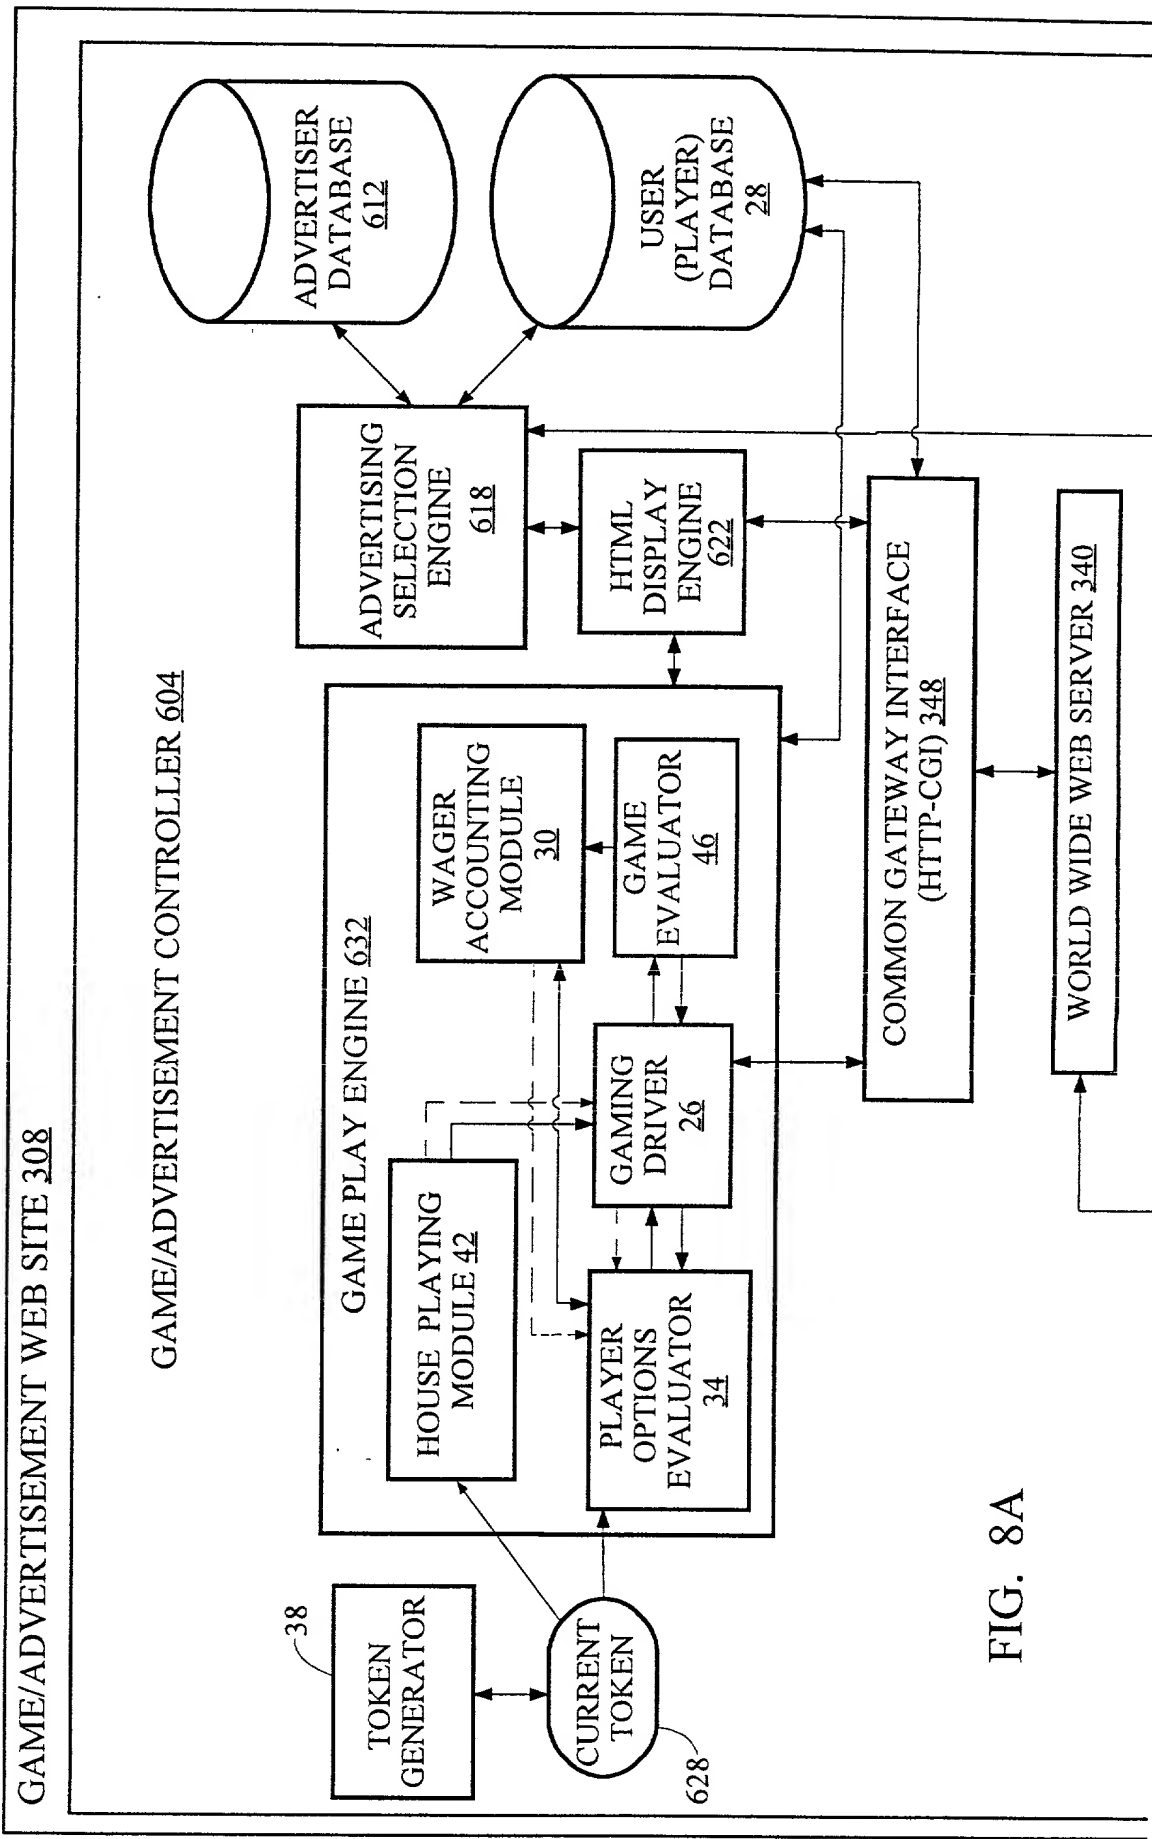 GAME/ADVERTISEMENT WEB SITE 308
GAME/ADVERTISEMENT CONTROLLER 604
38
TOKEN
GENERATOR
CURRENT
TOKEN
628
GAME PLAY ENGINE 632
HOUSE PLAYING
MODULE 42
WAGER
ACCOUNTING
MODULE
30
PLAYER
OPTIONS
EVALUATOR
34
GAMING
DRIVER
26
GAME
EVALUATOR
46
ADVERTISING
SELECTION
ENGINE
618
HTML
DISPLAY
ENGINE
622
ADVERTISER
DATABASE
612
USER
(PLAYER)
DATABASE
28
COMMON GATEWAY INTERFACE
(HTTP-CGI) 348
WORLD WIDE WEB SERVER 340
FIG. 8A